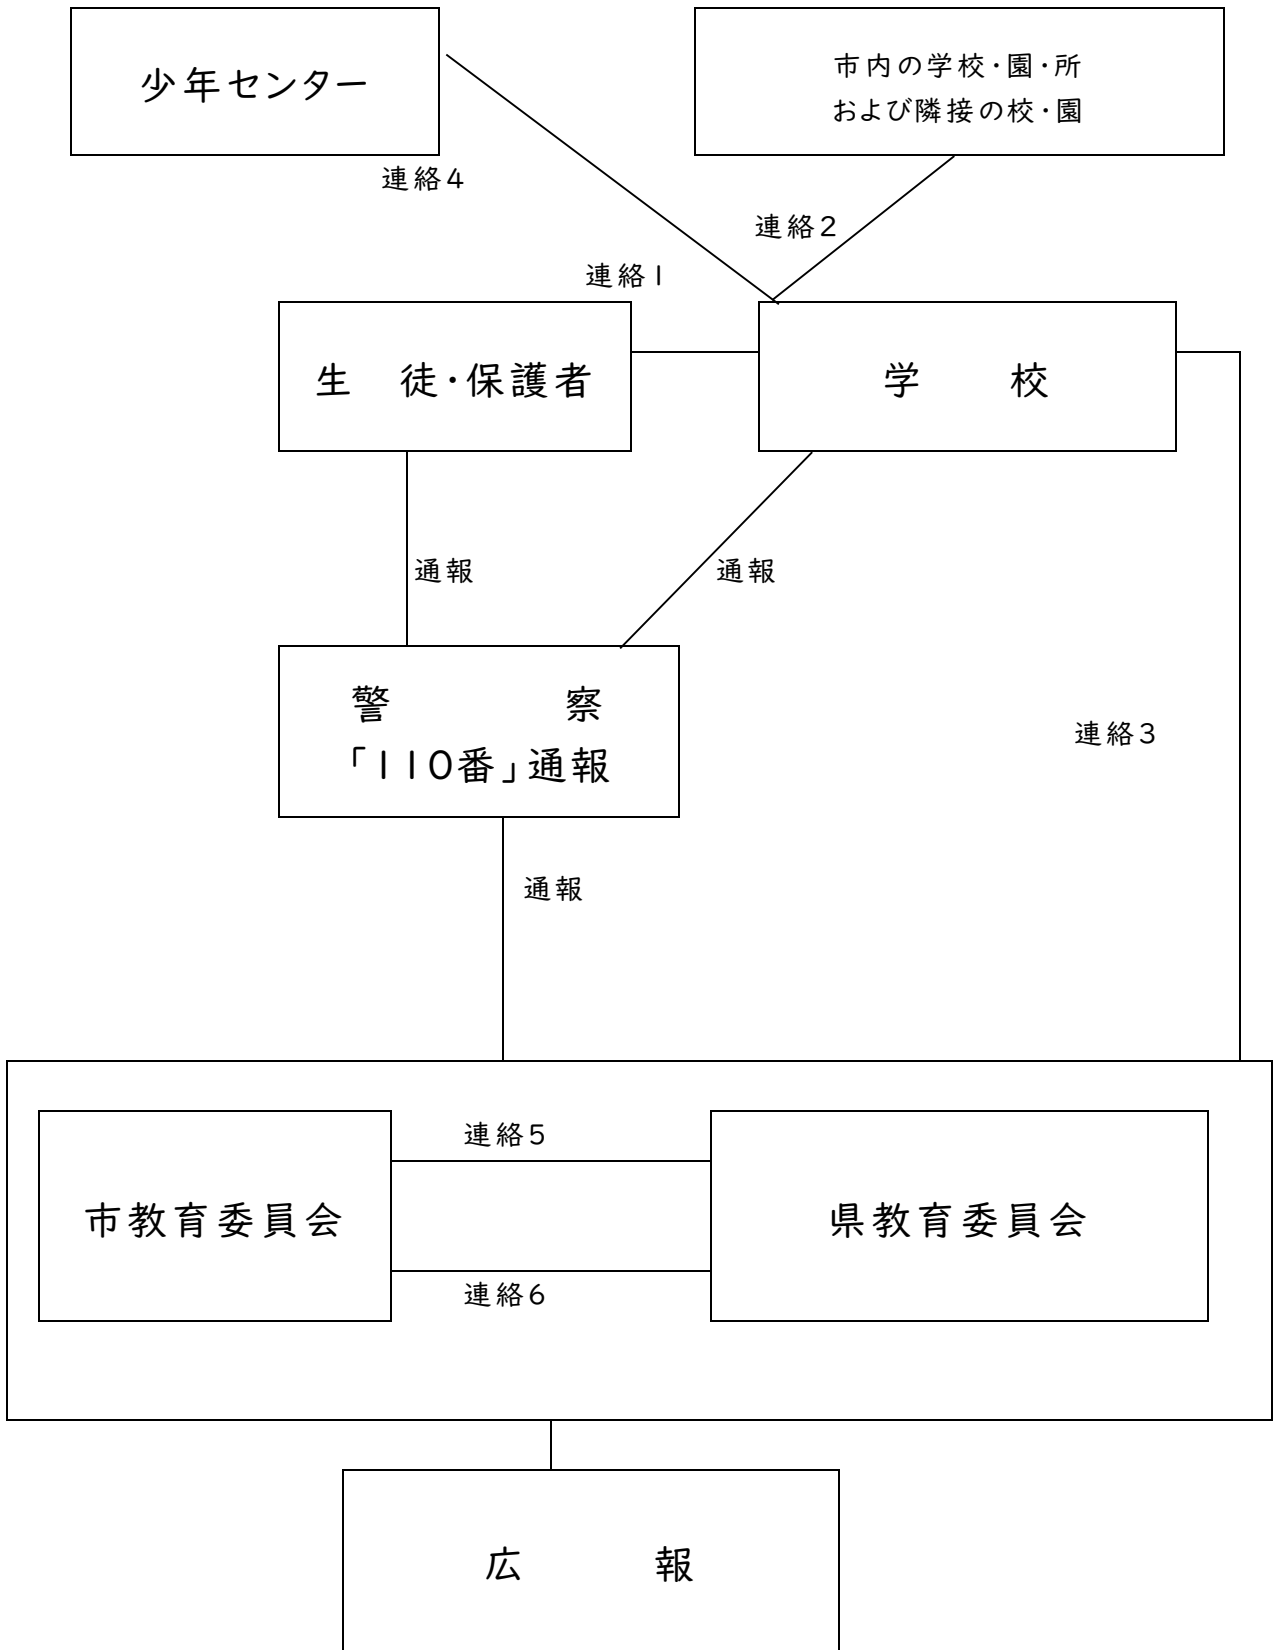 少年センター
市内の学校・園・所
および隣接の校・園
連絡4
連絡2
連絡1
生　徒・保護者
学　　校
通報
通報
警　　　　察
「110番」通報
連絡3
通報
連絡5
市教育委員会
県教育委員会
連絡6
広　　　報